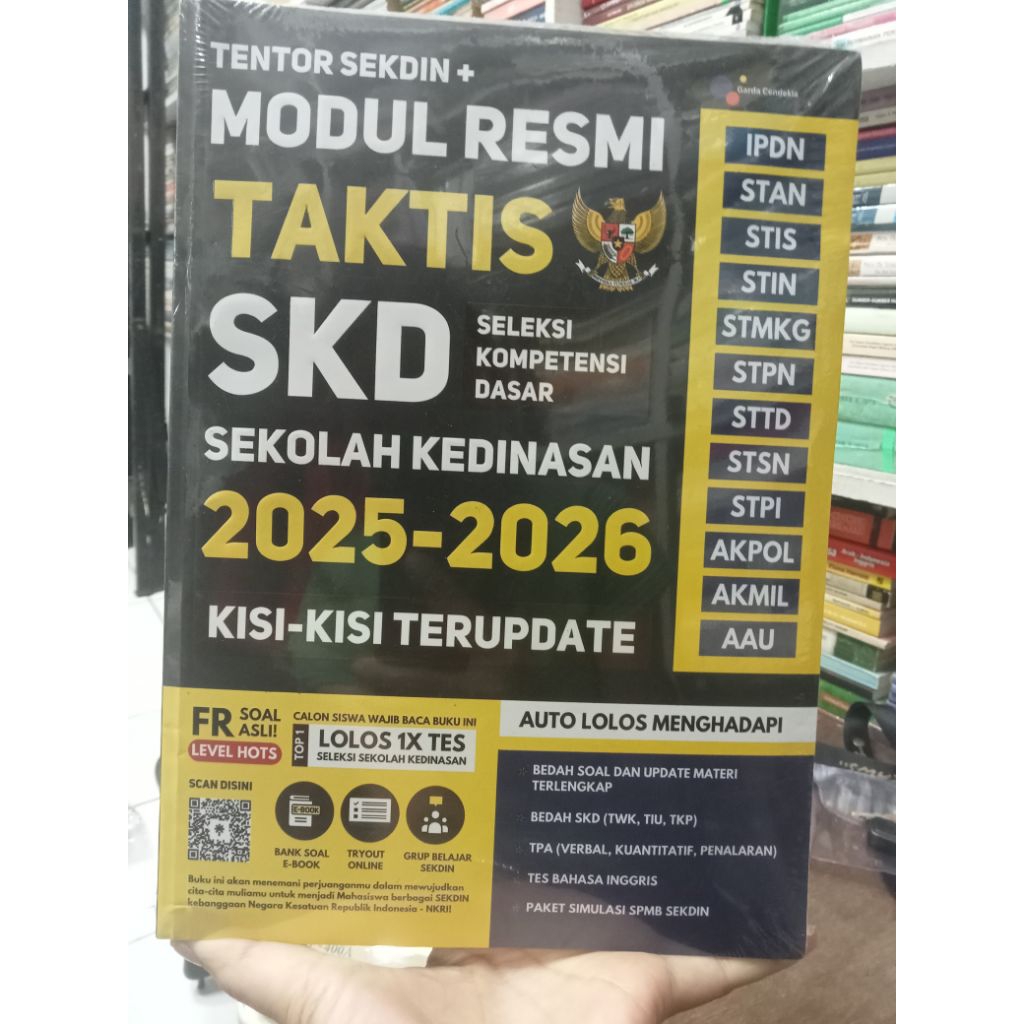 TENTOR SEKDIN +
MODUL RESMI
TAKTIS
SKD
SELEKSI
KOMPETENSI
DASAR
SEKOLAH KEDINASAN
2025-2026
KISI-KISI TERUPDATE
Garda Cendekia
IPDN
STAN
STIS
STIN
STMKG
STPN
STTD
STSN
STPI
AKPOL
AKMIL
AAU
FR SOAL
ASLI!
LEVEL HOTS
CALON SISWA WAJIB BACA BUKU INI
TOP 1
LOLOS 1X TES
SELEKSI SEKOLAH KEDINASAN
SCAN DISINI
E-BOOK
BANK SOAL
E-BOOK
TRYOUT
ONLINE
GRUP BELAJAR
SEKDIN
Buku ini akan menemani perjuanganmu dalam mewujudkan
cita-cita muliamu untuk menjadi Mahasiswa berbagai SEKDIN
kebanggaan Negara Kesatuan Republik Indonesia - NKRI!
AUTO LOLOS MENGHADAPI
BEDAH SOAL DAN UPDATE MATERI
TERLENGKAP
BEDAH SKD (TWK, TIU, TKP)
TPA (VERBAL, KUANTITATIF, PENALARAN)
TES BAHASA INGGRIS
PAKET SIMULASI SPMB SEKDIN